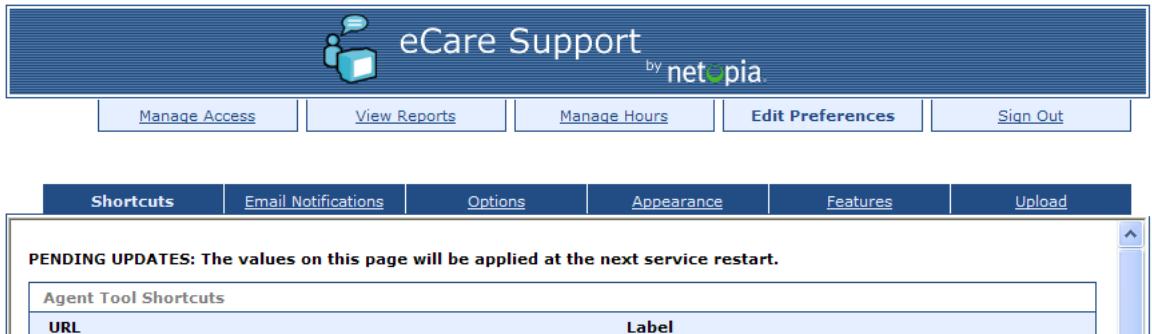 eCare Support
by netopia.
Manage Access View Reports Manage Hours Edit Preferences Sign Out
Shortcuts Email Notifications Options Appearance Features Upload
PENDING UPDATES: The values on this page will be applied at the next service restart.
Agent Tool Shortcuts
URL Label